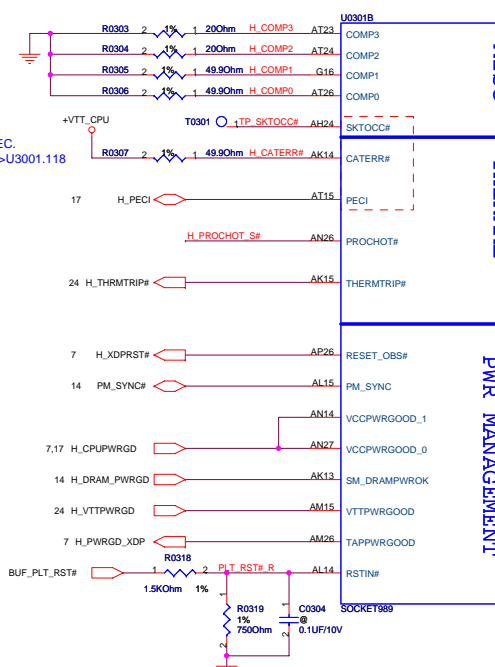 U0301B
R0303 2 1% 1 20Ohm H_COMP3 AT23 COMP3
R0304 2 1% 1 20Ohm H_COMP2 AT24 COMP2
R0305 2 1% 1 49.9Ohm H_COMP1 G16 COMP1
R0306 2 1% 1 49.9Ohm H_COMP0 AT26 COMP0
+VTT_CPU T0301 1 TP_SKTOCC# AH24 SKTOCC#
EC.
>U3001.118
R0307 2 1% 1 49.9Ohm H_CATERR# AK14 CATERR#
17 H_PECI AT15 PECI
H_PROCHOT_S# AN26 PROCHOT#
24 H_THRMTRIP# AK15 THERMTRIP#
7 H_XDPRST# AP26 RESET_OBS#
14 PM_SYNC# AL15 PM_SYNC
AN14 VCCPWRGOOD_1
7,17 H_CPUPWRGD AN27 VCCPWRGOOD_0
14 H_DRAM_PWRGD AK13 SM_DRAMPWROK
24 H_VTTPWRGD AM15 VTTPWRGOOD
7 H_PWRGD_XDP AM26 TAPPWRGOOD
PWR MANAGEMENT
R0318
BUF_PLT_RST# 1 2 PLT_RST#_R AL14 RSTIN#
1.5KOhm 1%
SOCKET989
1 R0319 1 C0304
1% @
2 750Ohm 2 0.1UF/10V